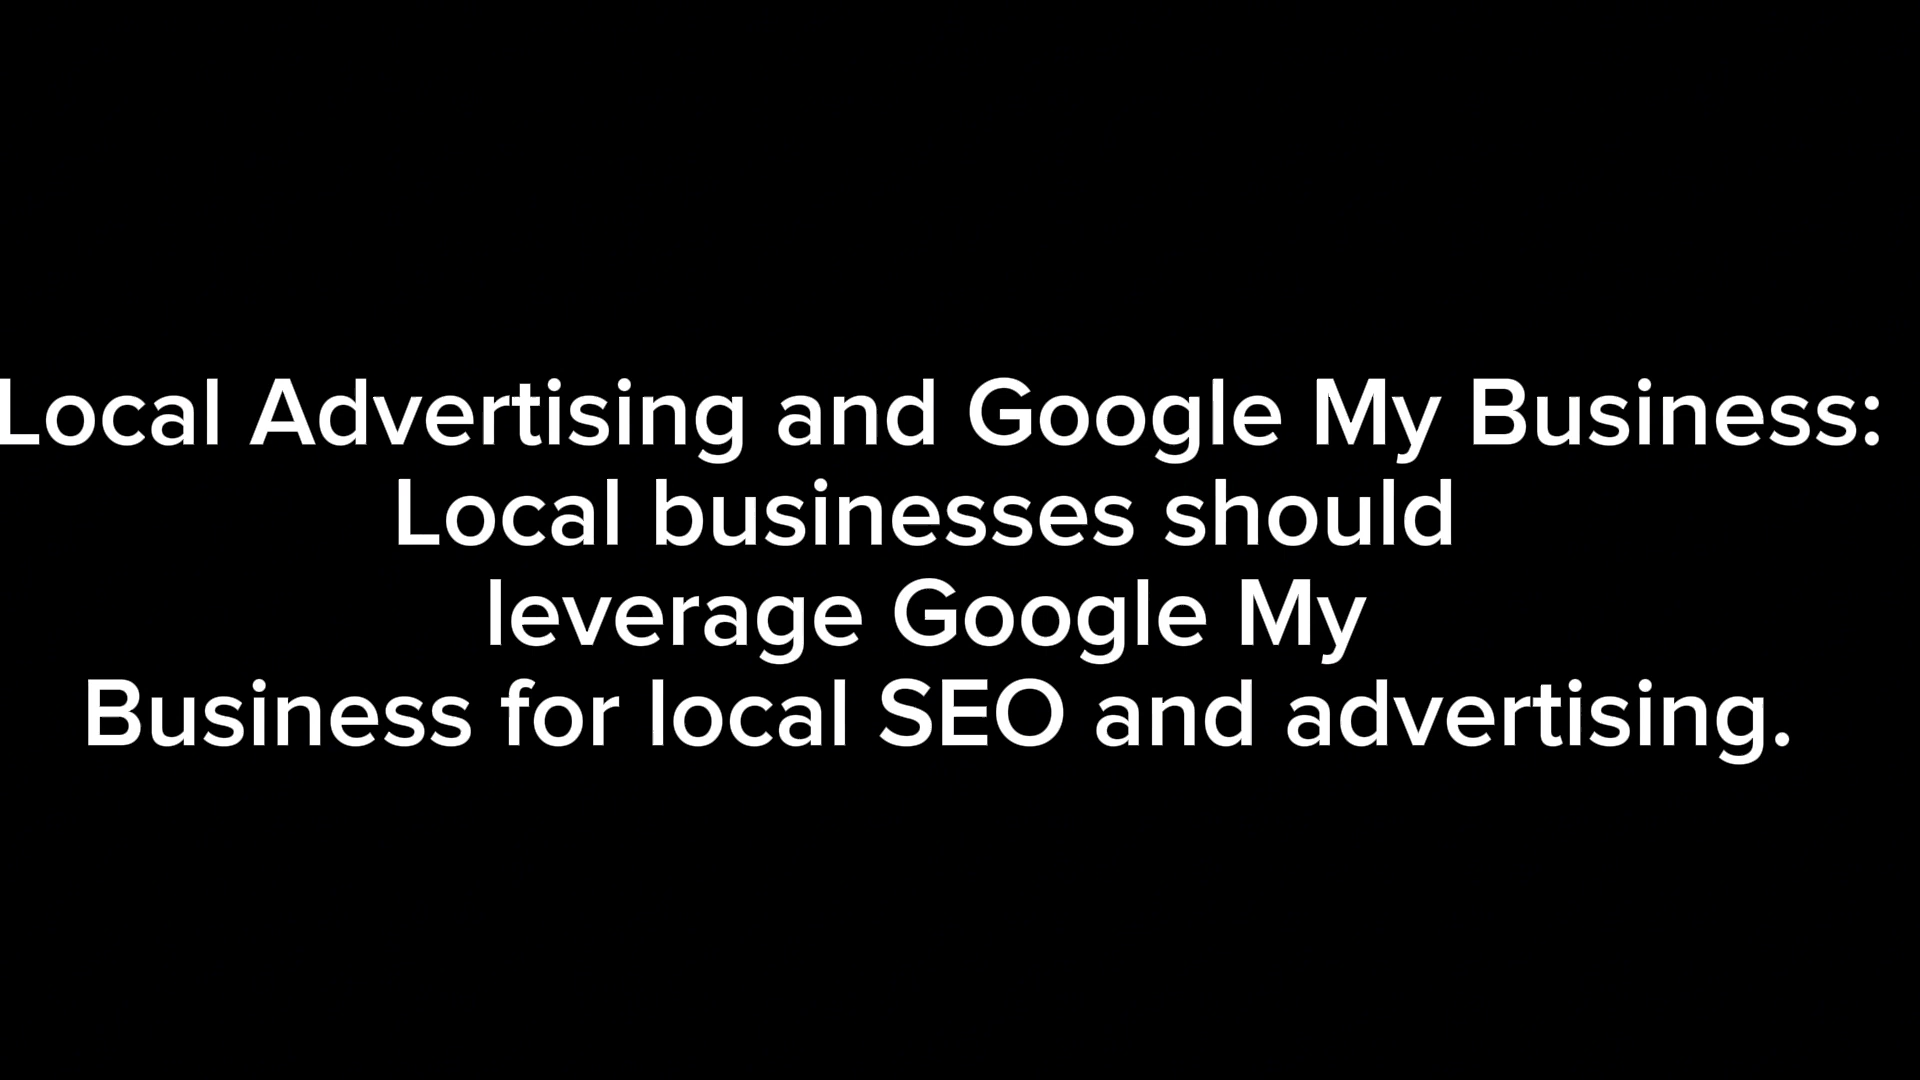 Local Advertising and Google My Business:
Local businesses should
leverage Google My
Business for local SEO and advertising.